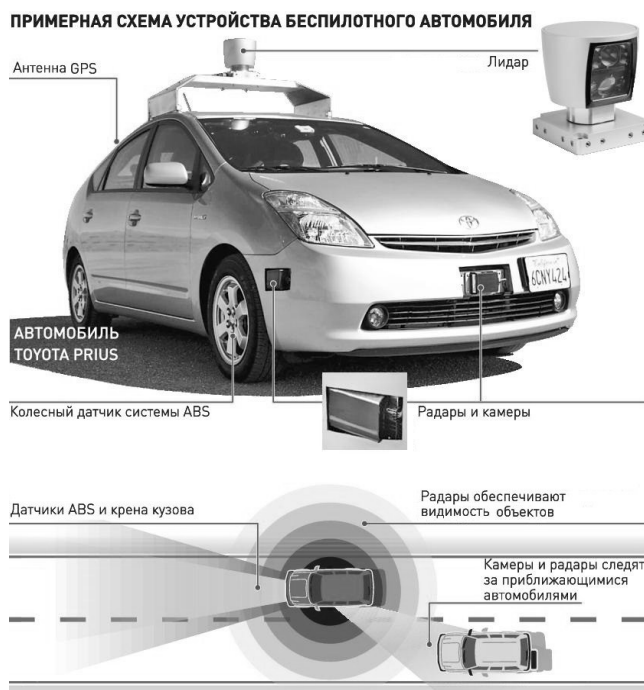 ПРИМЕРНАЯ СХЕМА УСТРОЙСТВА БЕСПИЛОТНОГО АВТОМОБИЛЯ
Антенна GPS
Лидар
6CNY424
АВТОМОБИЛЬ
TOYOTA PRIUS
Колесный датчик системы ABS
Радары и камеры
Датчики ABS и крена кузова
Радары обеспечивают
видимость объектов
Камеры и радары следят
за приближающимися
автомобилями